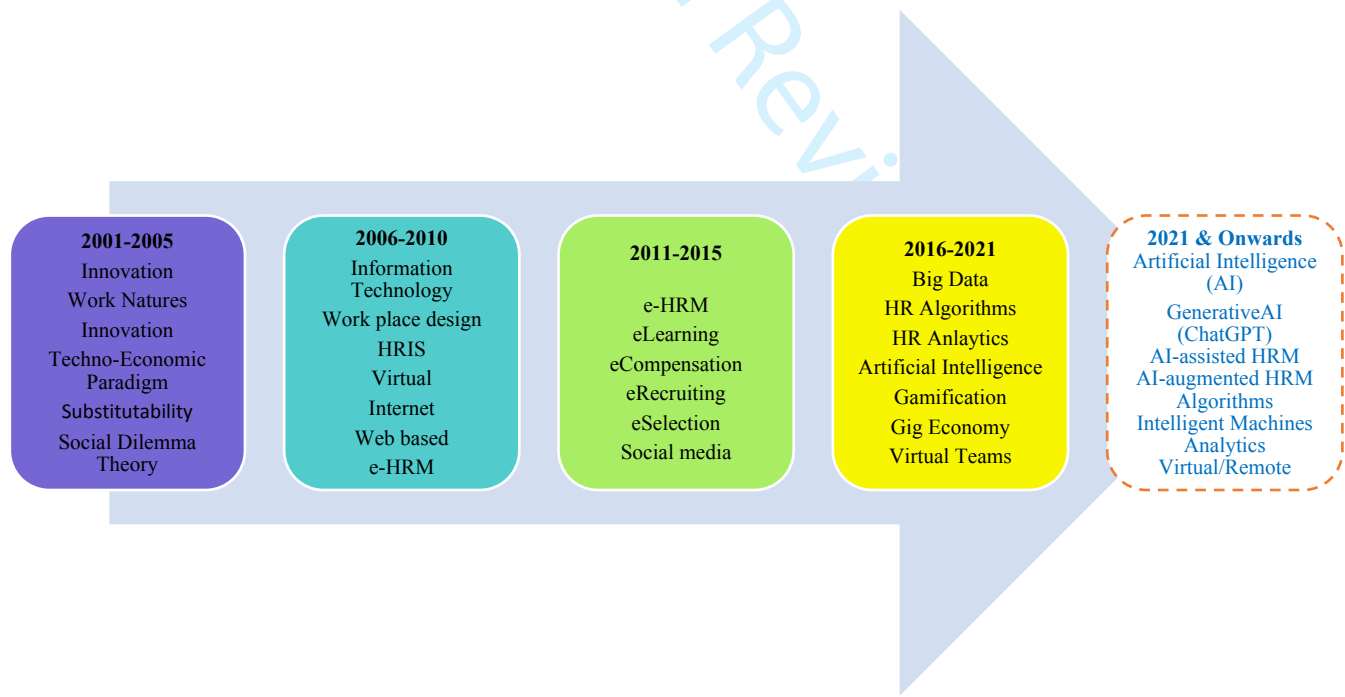 Revi
2001-2005
Innovation
Work Natures
Innovation
Techno-Economic
Paradigm
Substitutability
Social Dilemma
Theory
2006-2010
Information
Technology
Work place design
HRIS
Virtual
Internet
Web based
e-HRM
2011-2015
e-HRM
eLearning
eCompensation
eRecruiting
eSelection
Social media
2016-2021
Big Data
HR Algorithms
HR Anlaytics
Artificial Intelligence
Gamification
Gig Economy
Virtual Teams
2021 & Onwards
Artificial Intelligence
(AI)
GenerativeAI
(ChatGPT)
AI-assisted HRM
AI-augmented HRM
Algorithms
Intelligent Machines
Analytics
Virtual/Remote